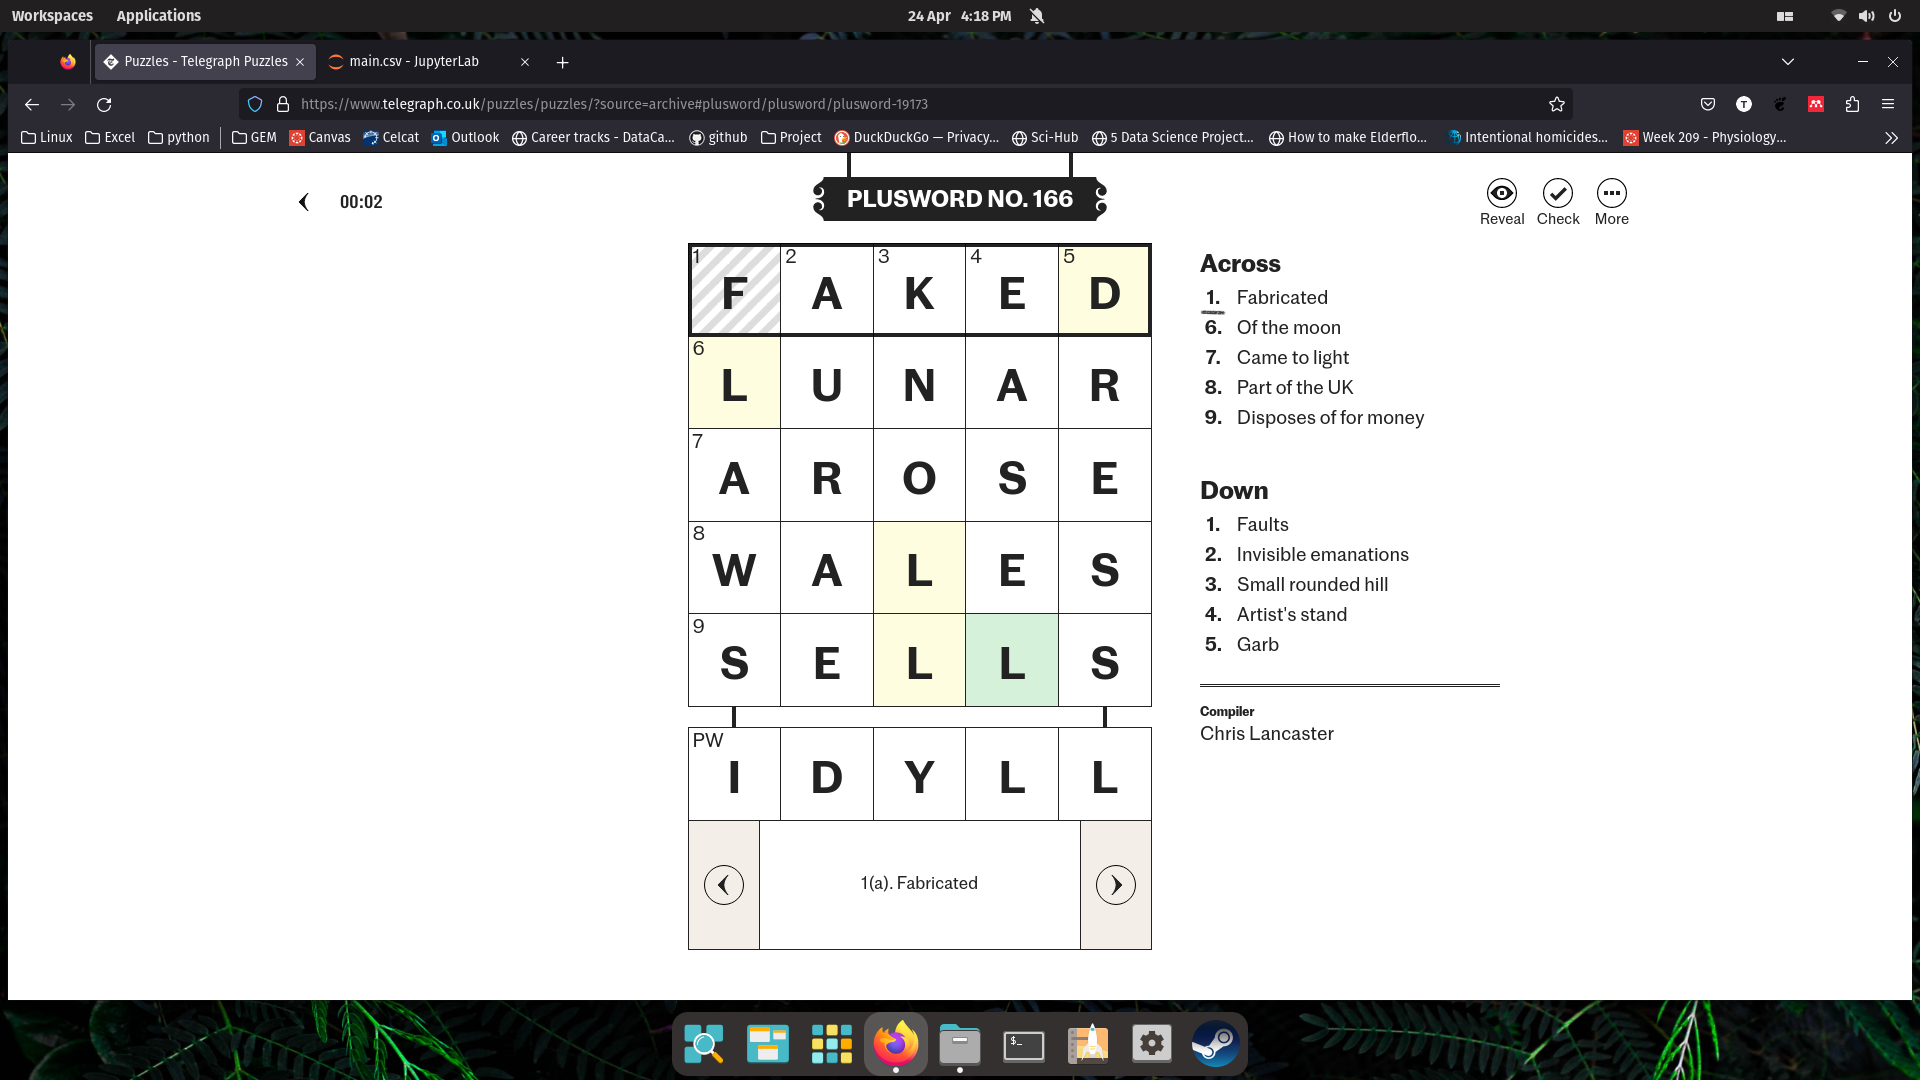 Workspaces Applications 24 Apr 4:18 PM
Puzzles - Telegraph Puzzles main.csv - JupyterLab
https://www.telegraph.co.uk/puzzles/puzzles/?source=archive#plusword/plusword/plusword-19173
Linux Excel python GEM Canvas Celcat Outlook Career tracks - DataCa... github Project DuckDuckGo — Privacy... Sci-Hub 5 Data Science Project... How to make Elderflo... Intentional homicides... Week 209 - Physiology...
00:02
PLUSWORD NO. 166
Reveal Check More
1 F 2 A 3 K 4 E 5 D
6 L U N A R
7 A R O S E
8 W A L E S
9 S E L L S
PW I D Y L L
1(a). Fabricated
Across
1. Fabricated
6. Of the moon
7. Came to light
8. Part of the UK
9. Disposes of for money
Down
1. Faults
2. Invisible emanations
3. Small rounded hill
4. Artist's stand
5. Garb
Compiler
Chris Lancaster